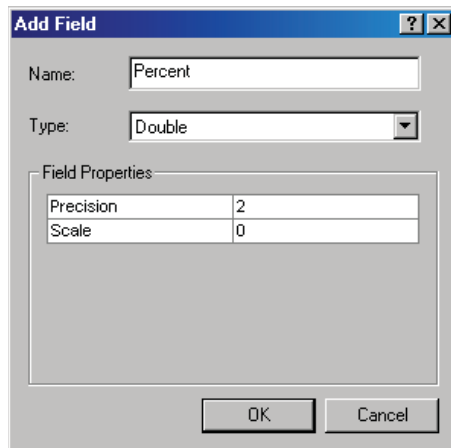 Add Field
Name: Percent
Type: Double
Field Properties
Precision 2
Scale 0
OK Cancel